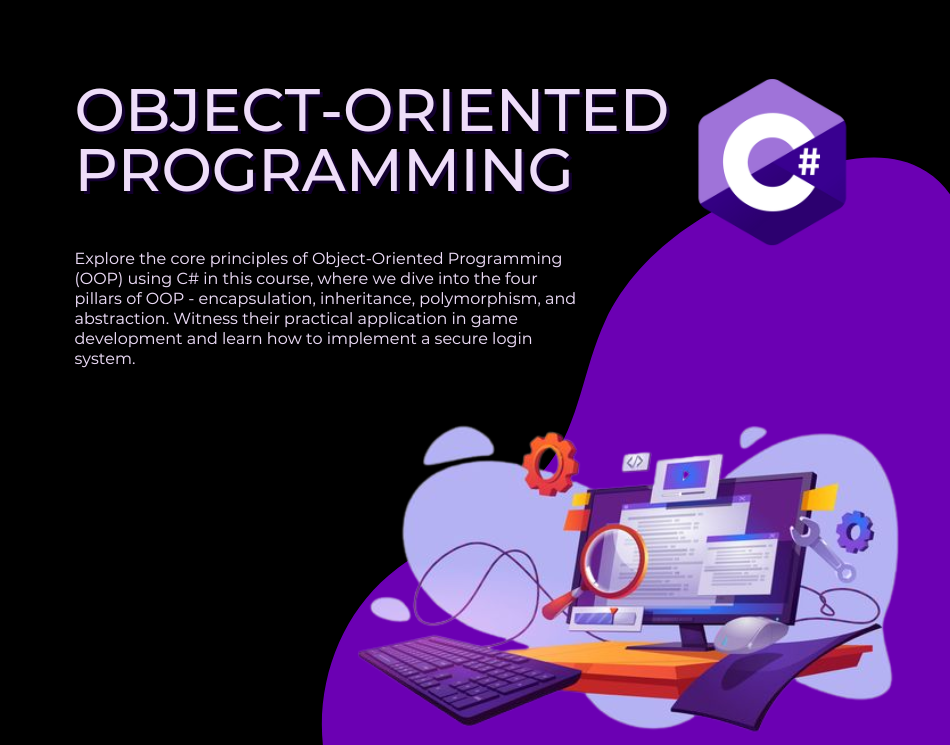 OBJECT-ORIENTED
PROGRAMMING
C#
Explore the core principles of Object-Oriented Programming
(OOP) using C# in this course, where we dive into the four
pillars of OOP - encapsulation, inheritance, polymorphism, and
abstraction. Witness their practical application in game
development and learn how to implement a secure login
system.
</>